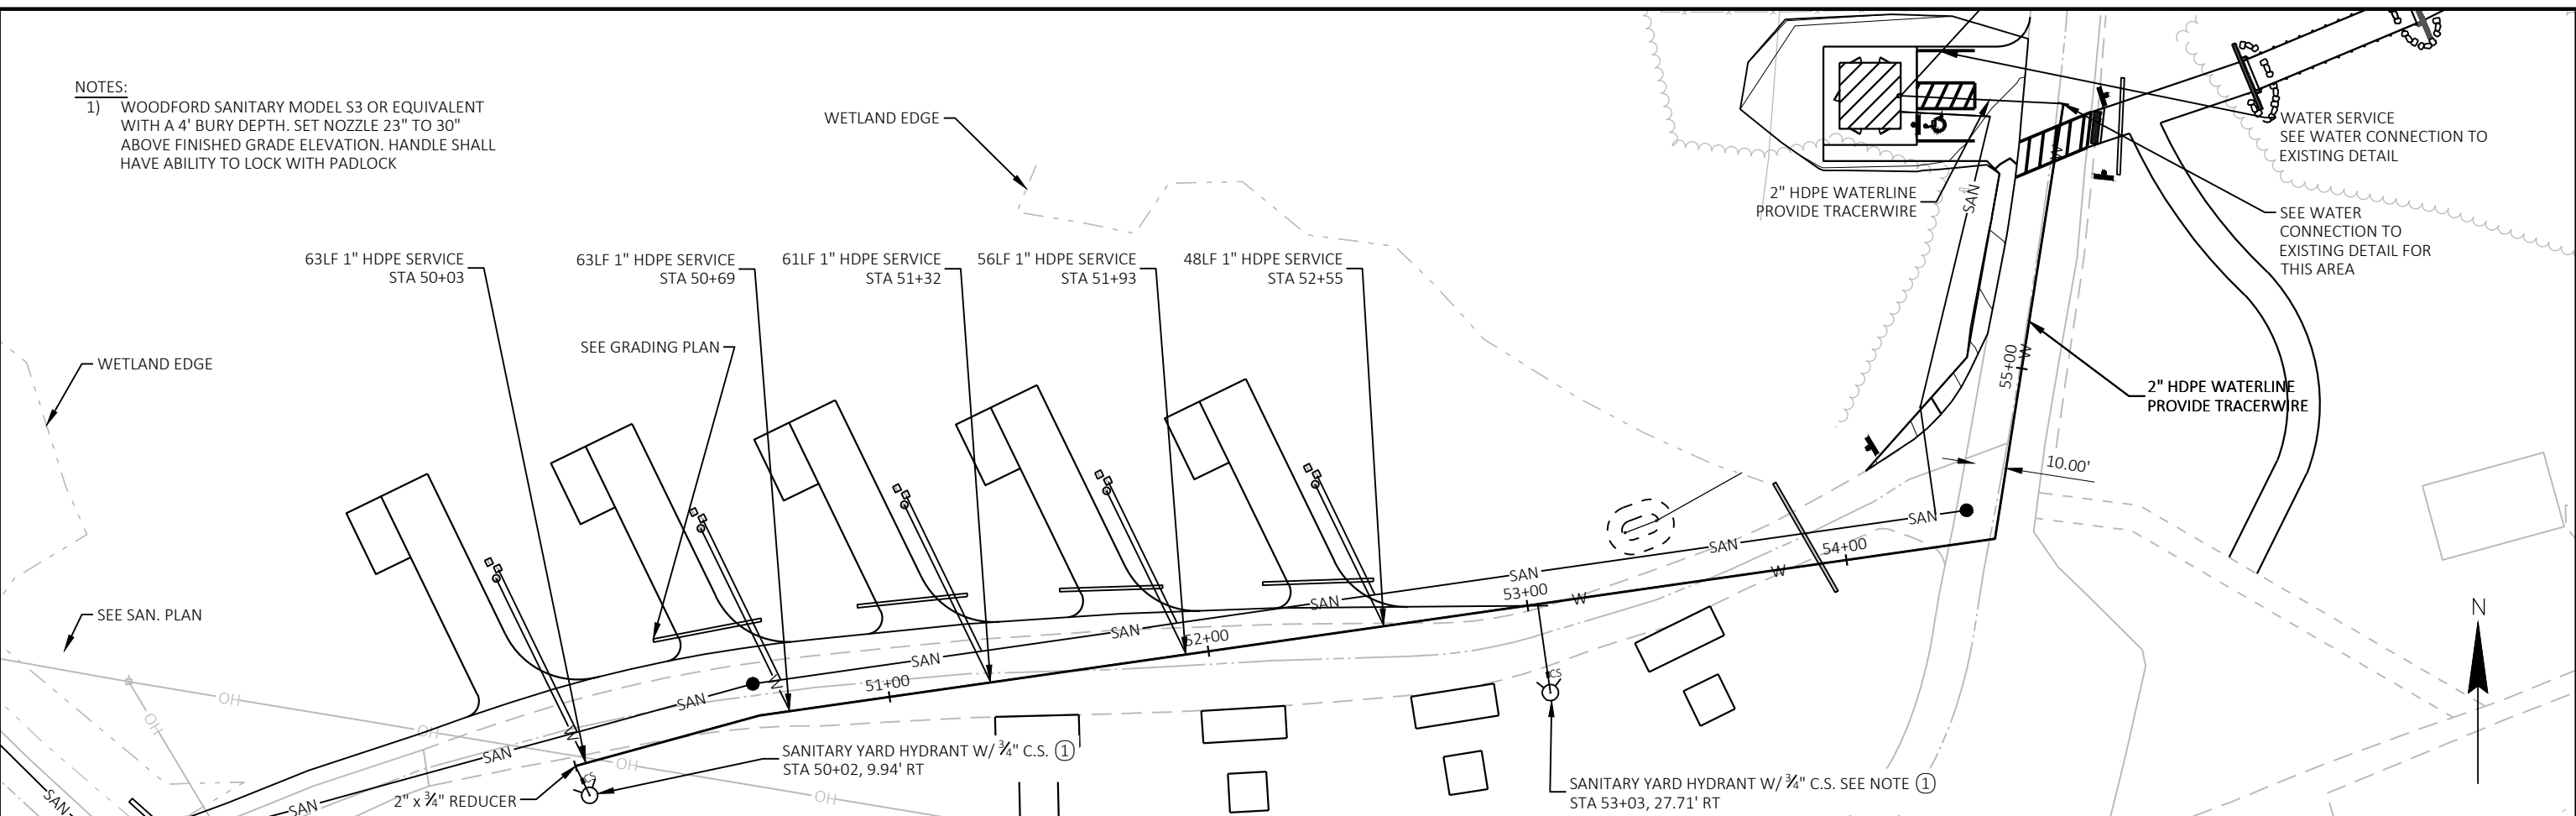 NOTES:
1) WOODFORD SANITARY MODEL S3 OR EQUIVALENT
WITH A 4' BURY DEPTH. SET NOZZLE 23" TO 30"
ABOVE FINISHED GRADE ELEVATION. HANDLE SHALL
HAVE ABILITY TO LOCK WITH PADLOCK
WETLAND EDGE
WATER SERVICE
SEE WATER CONNECTION TO
EXISTING DETAIL
2" HDPE WATERLINE
PROVIDE TRACERWIRE
SAN
W
SEE WATER
CONNECTION TO
EXISTING DETAIL FOR
THIS AREA
63LF 1" HDPE SERVICE
STA 50+03
63LF 1" HDPE SERVICE
STA 50+69
61LF 1" HDPE SERVICE
STA 51+32
56LF 1" HDPE SERVICE
STA 51+93
48LF 1" HDPE SERVICE
STA 52+55
SEE GRADING PLAN
WETLAND EDGE
55+00
W
2" HDPE WATERLINE
PROVIDE TRACERWIRE
10.00'
SAN
54+00
SAN
W
SAN
53+00
W
SAN
SAN
52+00
SAN
51+00
SAN
W
SEE SAN. PLAN
N
OH
OH
OH
W
SAN
OH
CS
CS
SANITARY YARD HYDRANT W/ ¾" C.S. ①
STA 50+02, 9.94' RT
2" x ¾" REDUCER
OH
SAN
SAN
SANITARY YARD HYDRANT W/ ¾" C.S. SEE NOTE ①
STA 53+03, 27.71' RT